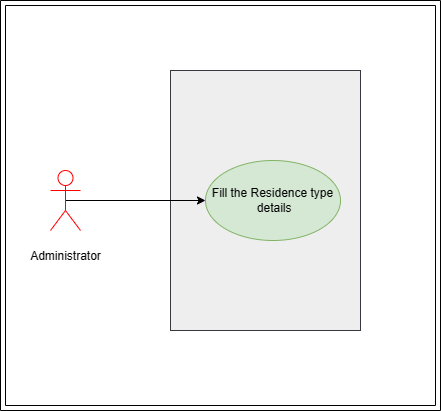 Fill the Residence type
details
Administrator